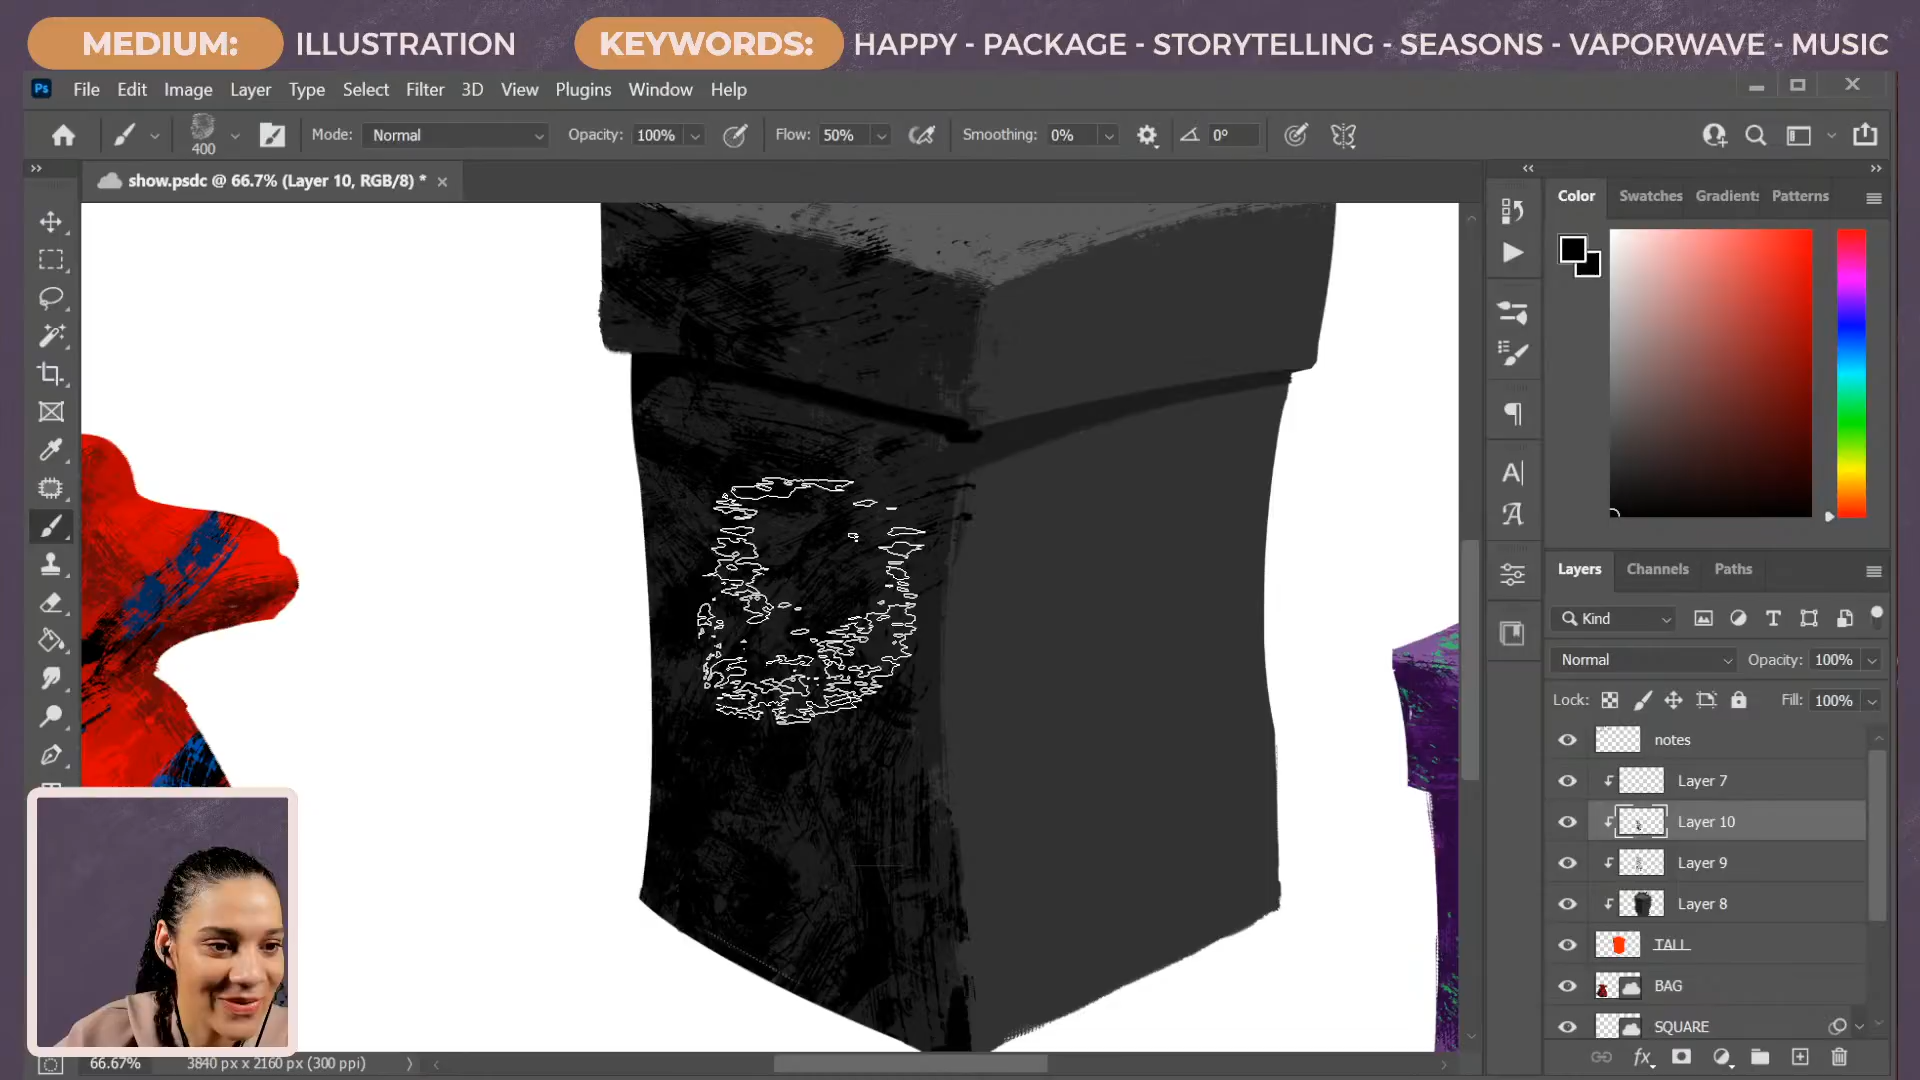 MEDIUM: ILLUSTRATION KEYWORDS: HAPPY - PACKAGE - STORYTELLING - SEASONS - VAPORWAVE - MUSIC
Ps File Edit Image Layer Type Select Filter 3D View Plugins Window Help
400 Mode: Normal Opacity: 100% Flow: 50% Smoothing: 0% 0°
show.psdc @ 66.7% (Layer 10, RGB/8) *
Color Swatches Gradients Patterns
Layers Channels Paths
Kind
Normal Opacity: 100%
Lock: Fill: 100%
notes
Layer 7
Layer 10
Layer 9
Layer 8
TALL
BAG
SQUARE
66.67% 3840 px x 2160 px (300 ppi)